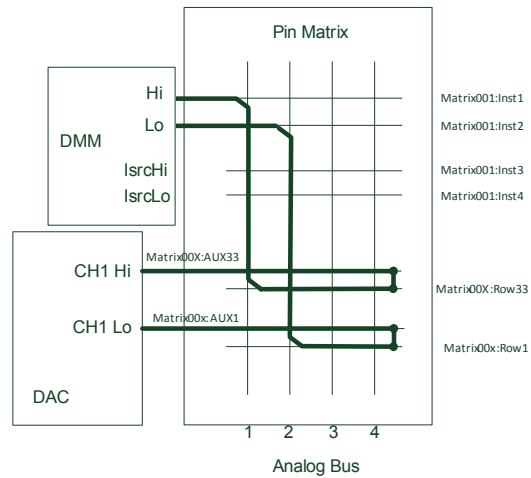 Pin Matrix
Hi
Matrix001:Inst1
Lo
Matrix001:Inst2
DMM
IsrcHi
Matrix001:Inst3
IsrcLo
Matrix001:Inst4
Matrix00X:AUX33
CH1 Hi
Matrix00X:Row33
Matrix00x:AUX1
CH1 Lo
Matrix00x:Row1
DAC
1 2 3 4
Analog Bus